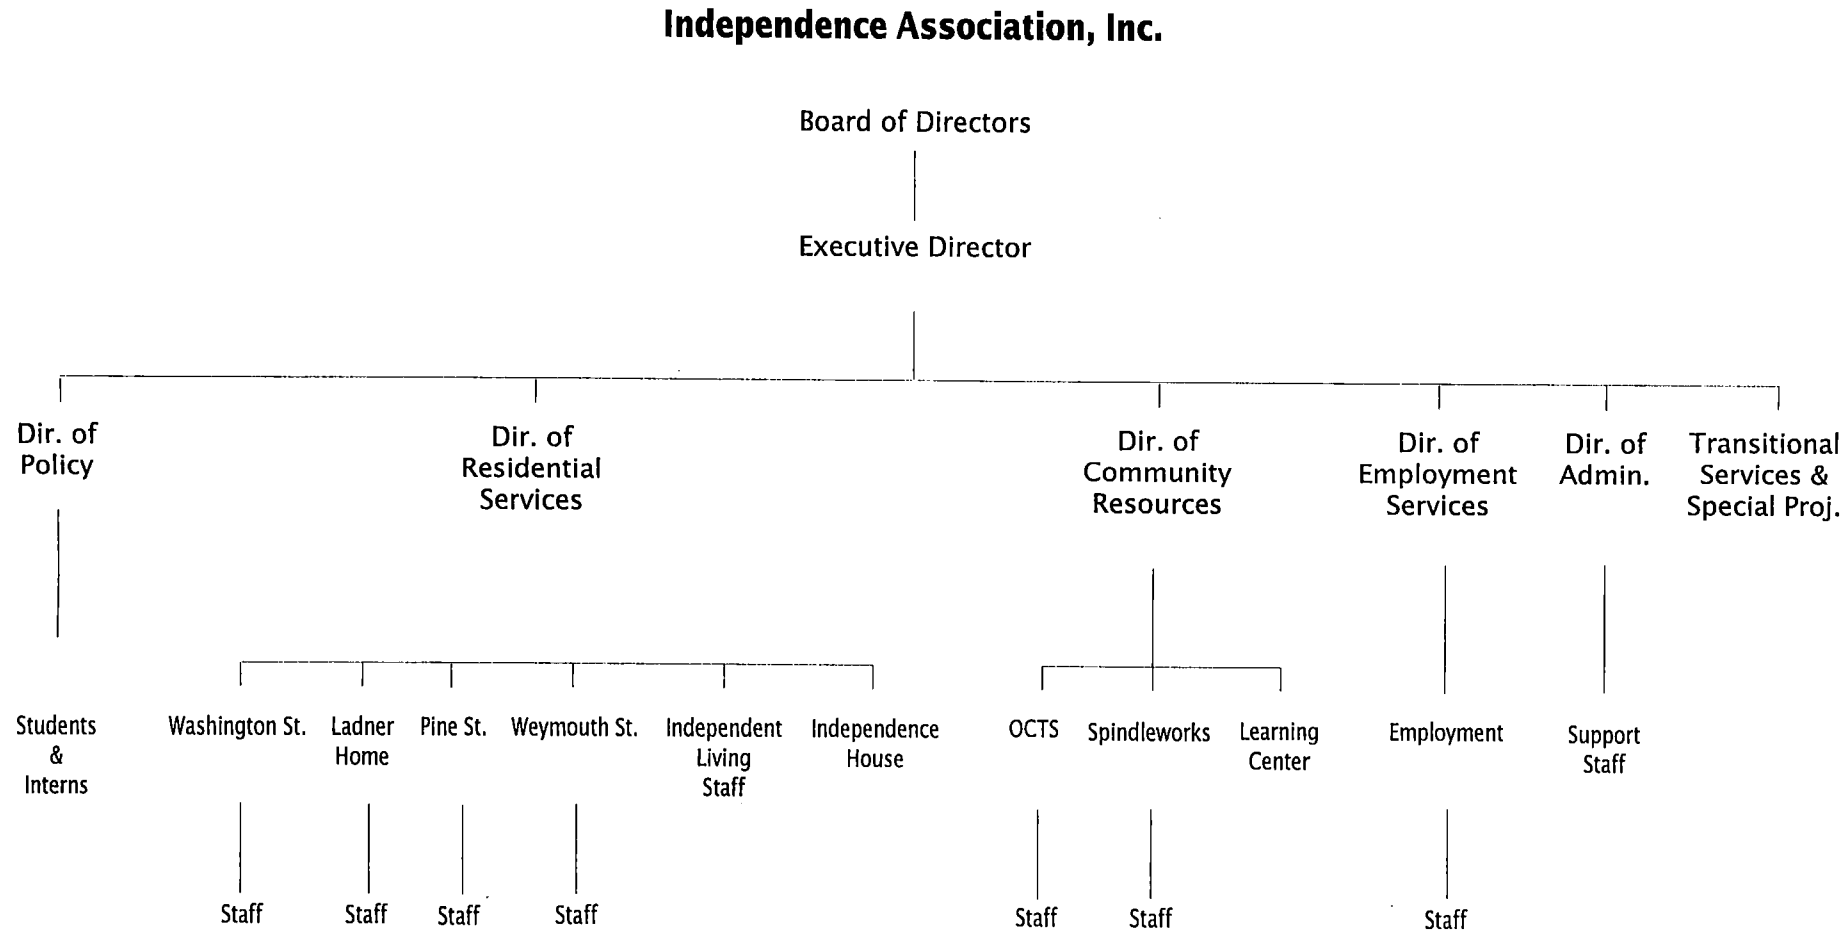 Independence Association, Inc.
Board of Directors
Executive Director
Dir. of
Policy
Dir. of
Residential
Services
Dir. of
Community
Resources
Dir. of
Employment
Services
Dir. of
Admin.
Transitional
Services &
Special Proj.
Students
&
Interns
Washington St.
Ladner
Home
Pine St.
Weymouth St.
Independent
Living
Staff
Independence
House
OCTS
Spindleworks
Learning
Center
Employment
Support
Staff
Staff
Staff
Staff
Staff
Staff
Staff
Staff